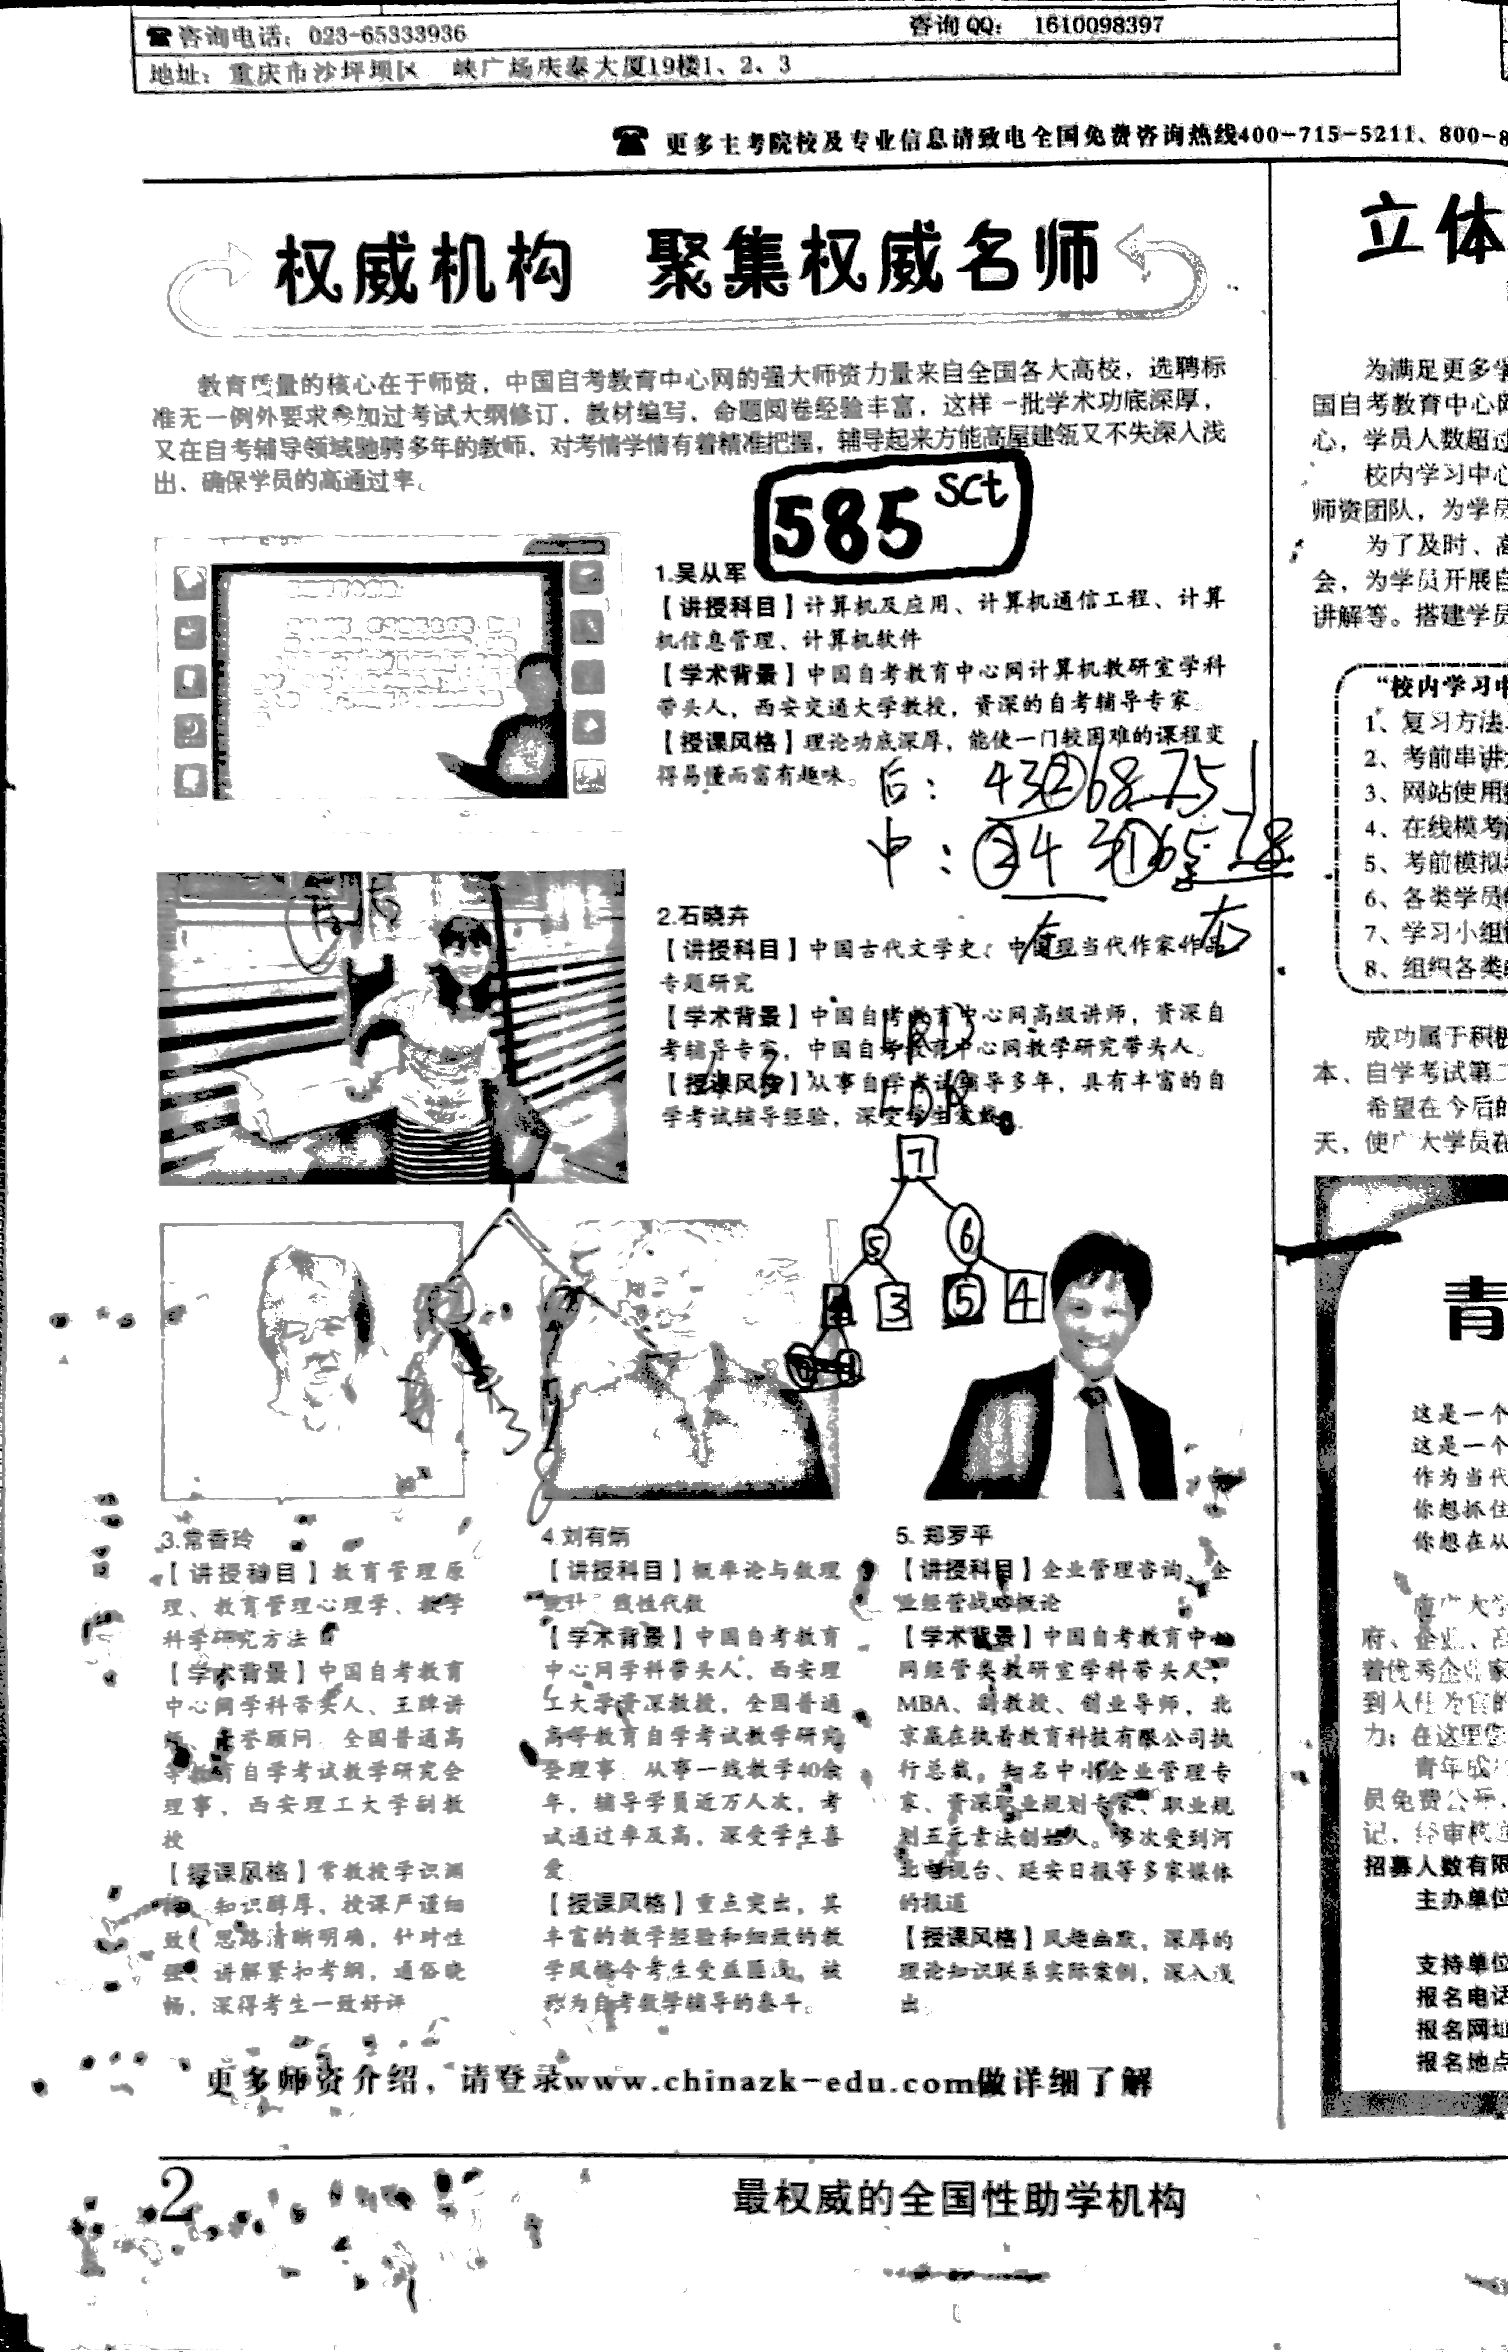 咨询电话：023-65333936 咨询QQ： 1610098397
地址：重庆市沙坪坝区 峡广场庆泰大厦19楼1、2、3
更多主考院校及专业信息请致电全国免费咨询热线400-715-5211、800-8
权威机构 聚集权威名师
教育质量的核心在于师资，中国自考教育中心网的强大师资力量来自全国各大高校，选聘标
准无一例外要求参加过考试大纲修订，教材编写，命题阅卷经验丰富，这样一批学术功底深厚，
又在自考辅导领域驰骋多年的教师，对考情学情有着精准把握，辅导起来方能高屋建瓴又不失深入浅
出、确保学员的高通过率。
585 sct
1.吴从军
【讲授科目】计算机及应用、计算机通信工程、计算
机信息管理、计算机软件
【学术背景】中国自考教育中心网计算机教研室学科
带头人，西安交通大学教授，资深的自考辅导专家。
【授课风格】理论功底深厚，能使一门较困难的课程变
得易懂而富有趣味。
后： 43268751
中：②43①6578
左 右
2.石晓卉
【讲授科目】中国古代文学史；中国现当代作家作品
专题研究
【学术背景】中国自考教育中心网高级讲师，资深自
考辅导专家，中国自考教育中心网教学研究带头人。
【授课风格】从事自学考试辅导多年，具有丰富的自
学考试辅导经验，深受学生爱戴。
7
5 6
3 5 4
3
3.常香玲
【讲授科目】教育管理原
理、教育管理心理学、教学
科学研究方法
【学术背景】中国自考教育
中心网学科带头人、王牌讲
师、荣誉顾问 全国普通高
等教育自学考试教学研究会
理事，西安理工大学副教
授
【授课风格】常教授学识渊
知识醇厚，授课严谨细
致 思路清晰明确，针对性
强、讲解紧扣考纲，通俗晓
畅，深得考生一致好评
4.刘有炳
【讲授科目】概率论与数理
统计 线性代数
【学术背景】中国自考教育
中心网学科带头人，西安理
工大学资深教授，全国普通
高等教育自学考试教学研究
会理事 从事一线教学40余
年，辅导学员近万人次，考
试通过率及高，深受学生喜
爱
【授课风格】重点突出，其
丰富的教学经验和细致的教
学风格令考生受益匪浅，被
称为自考数学辅导的泰斗。
5. 郑罗平
【讲授科目】企业管理咨询、企
业经营战略概论
【学术背景】中国自考教育中心
网经管类教研室学科带头人，
MBA、副教授、创业导师，北
京赢在执着教育科技有限公司执
行总裁，知名中小企业管理专
家、资深职业规划专家、职业规
划五元素法创始人。多次受到河
北电视台、延安日报等多家媒体
的报道
【授课风格】风趣幽默，深厚的
理论知识联系实际案例，深入浅
出
更多师资介绍，请登录www.chinazk-edu.com做详细了解
2
最权威的全国性助学机构
立体
为满足更多学
国自考教育中心网
心，学员人数超过
校内学习中心
师资团队，为学员
为了及时、高
会，为学员开展自
讲解等。搭建学员
“校内学习中
1、复习方法
2、考前串讲
3、网站使用
4、在线模考
5、考前模拟
6、各类学员
7、学习小组
8、组织各类
成功属于积极
本、自学考试第二
希望在今后的
天，使广大学员在
青
这是一个
这是一个
作为当代
你想抓住
你想在从
广大学
府、企业、高
着优秀企业家
到入仕为官的
力；在这里你
青年成
员免费公开，
记，经审核
招募人数有限
主办单位
支持单位
报名电话
报名网址
报名地点